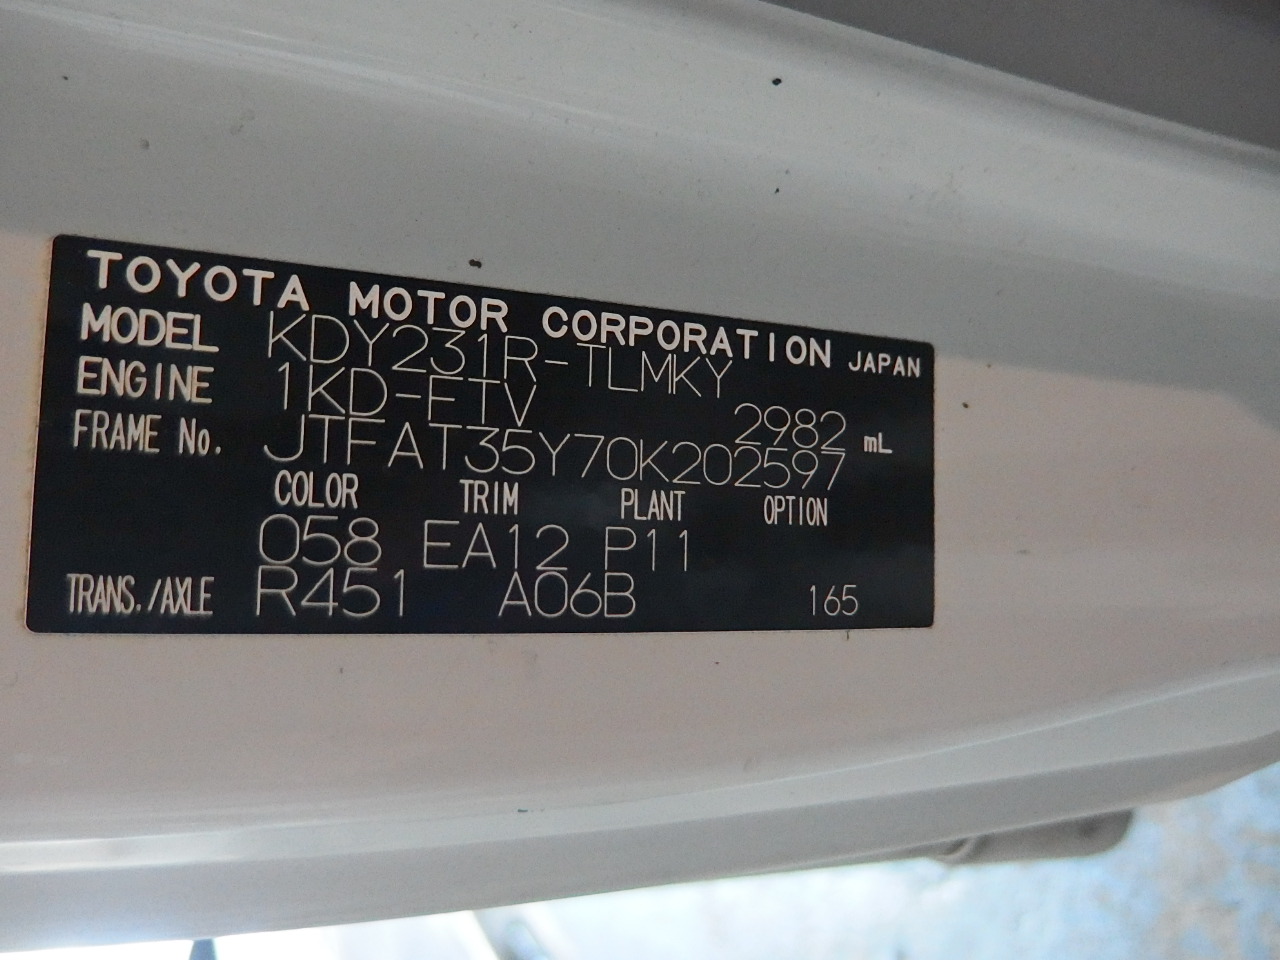 TOYOTA MOTOR CORPORATION JAPAN
MODEL KDY231R-TLMKY
ENGINE 1KD-FTV 2982 mL
FRAME No. JTFAT35Y70K202597
COLOR TRIM PLANT OPTION
058 EA12 P11
TRANS./AXLE R451 A06B 165